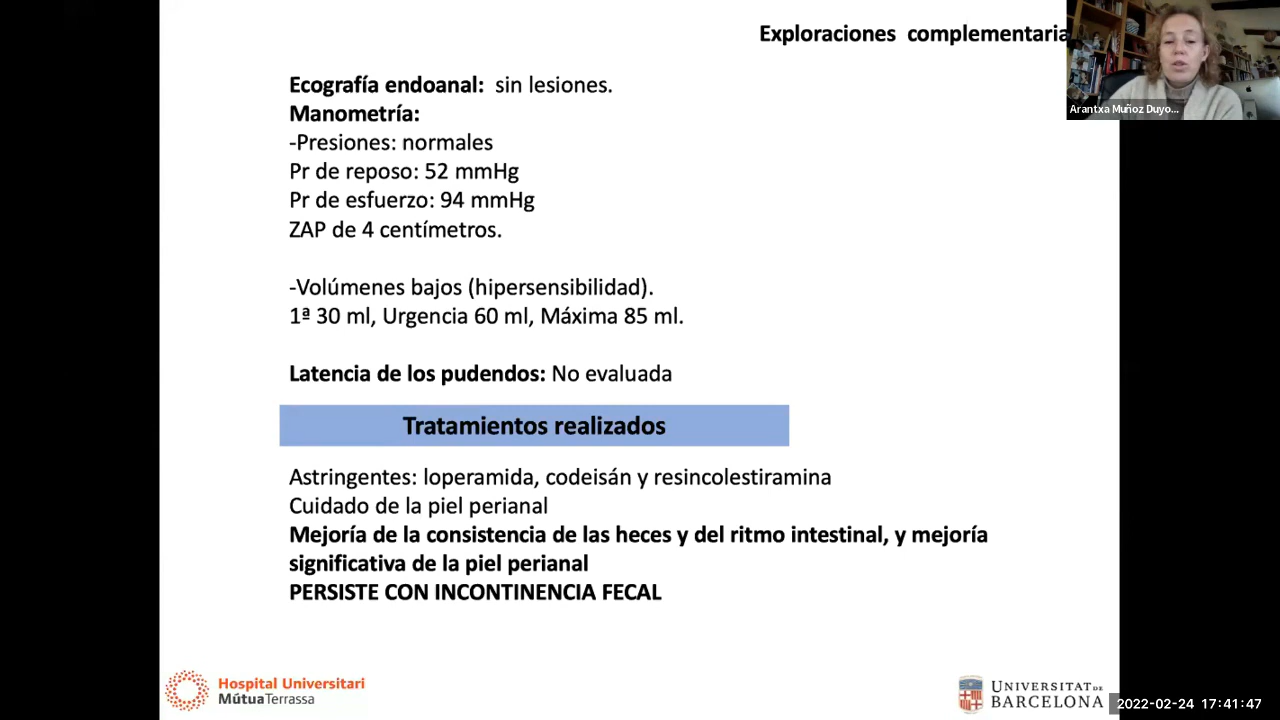 Exploraciones complementaria
Arantxa Muñoz Duyo...
Ecografía endoanal: sin lesiones.
Manometría:
-Presiones: normales
Pr de reposo: 52 mmHg
Pr de esfuerzo: 94 mmHg
ZAP de 4 centímetros.
-Volúmenes bajos (hipersensibilidad).
1ª 30 ml, Urgencia 60 ml, Máxima 85 ml.
Latencia de los pudendos: No evaluada
Tratamientos realizados
Astringentes: loperamida, codeisán y resincolestiramina
Cuidado de la piel perianal
Mejoría de la consistencia de las heces y del ritmo intestinal, y mejoría
significativa de la piel perianal
PERSISTE CON INCONTINENCIA FECAL
Hospital Universitari
MútuaTerrassa
UNIVERSITAT DE
BARCELONA
2022-02-24 17:41:47